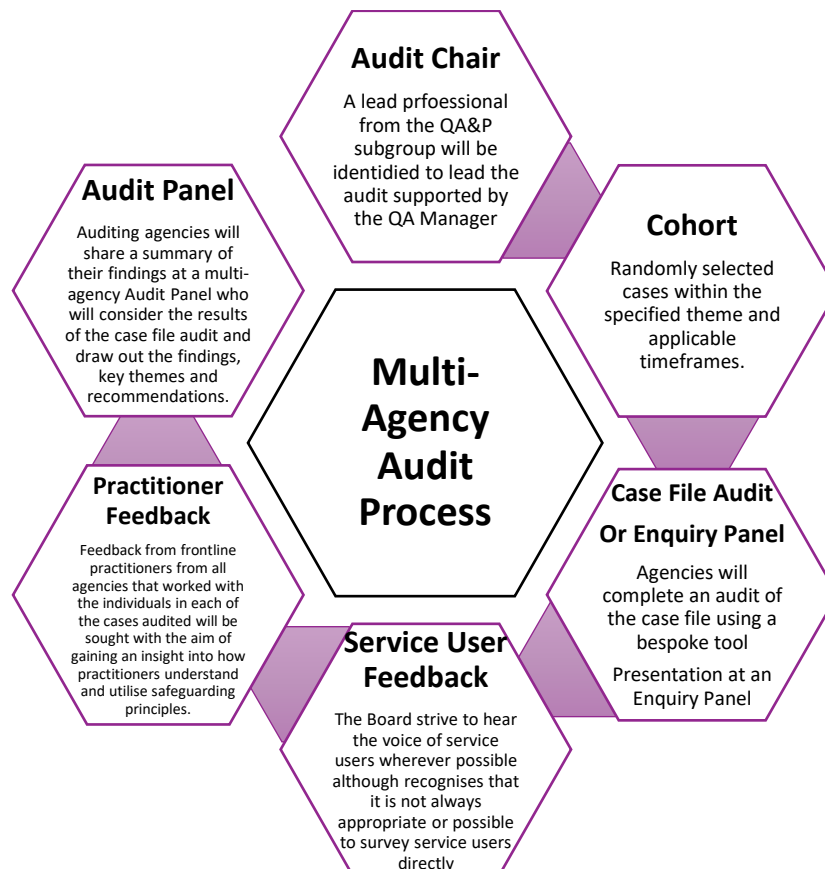 Audit Chair
A lead prfoessional
from the QA&P
subgroup will be
identidied to lead the
audit supported by
the QA Manager
Cohort
Randomly selected
cases within the
specified theme and
applicable
timeframes.
Case File Audit
Or Enquiry Panel
Agencies will
complete an audit of
the case file using a
bespoke tool
Presentation at an
Enquiry Panel
Service User
Feedback
The Board strive to hear
the voice of service
users wherever possible
although recognises that
it is not always
appropriate or possible
to survey service users
directly
Practitioner
Feedback
Feedback from frontline
practitioners from all
agencies that worked with
the individuals in each of
the cases audited will be
sought with the aim of
gaining an insight into how
practitioners understand
and utilise safeguarding
principles.
Audit Panel
Auditing agencies will
share a summary of
their findings at a multi-
agency Audit Panel who
will consider the results
of the case file audit and
draw out the findings,
key themes and
recommendations.
Multi-
Agency
Audit
Process